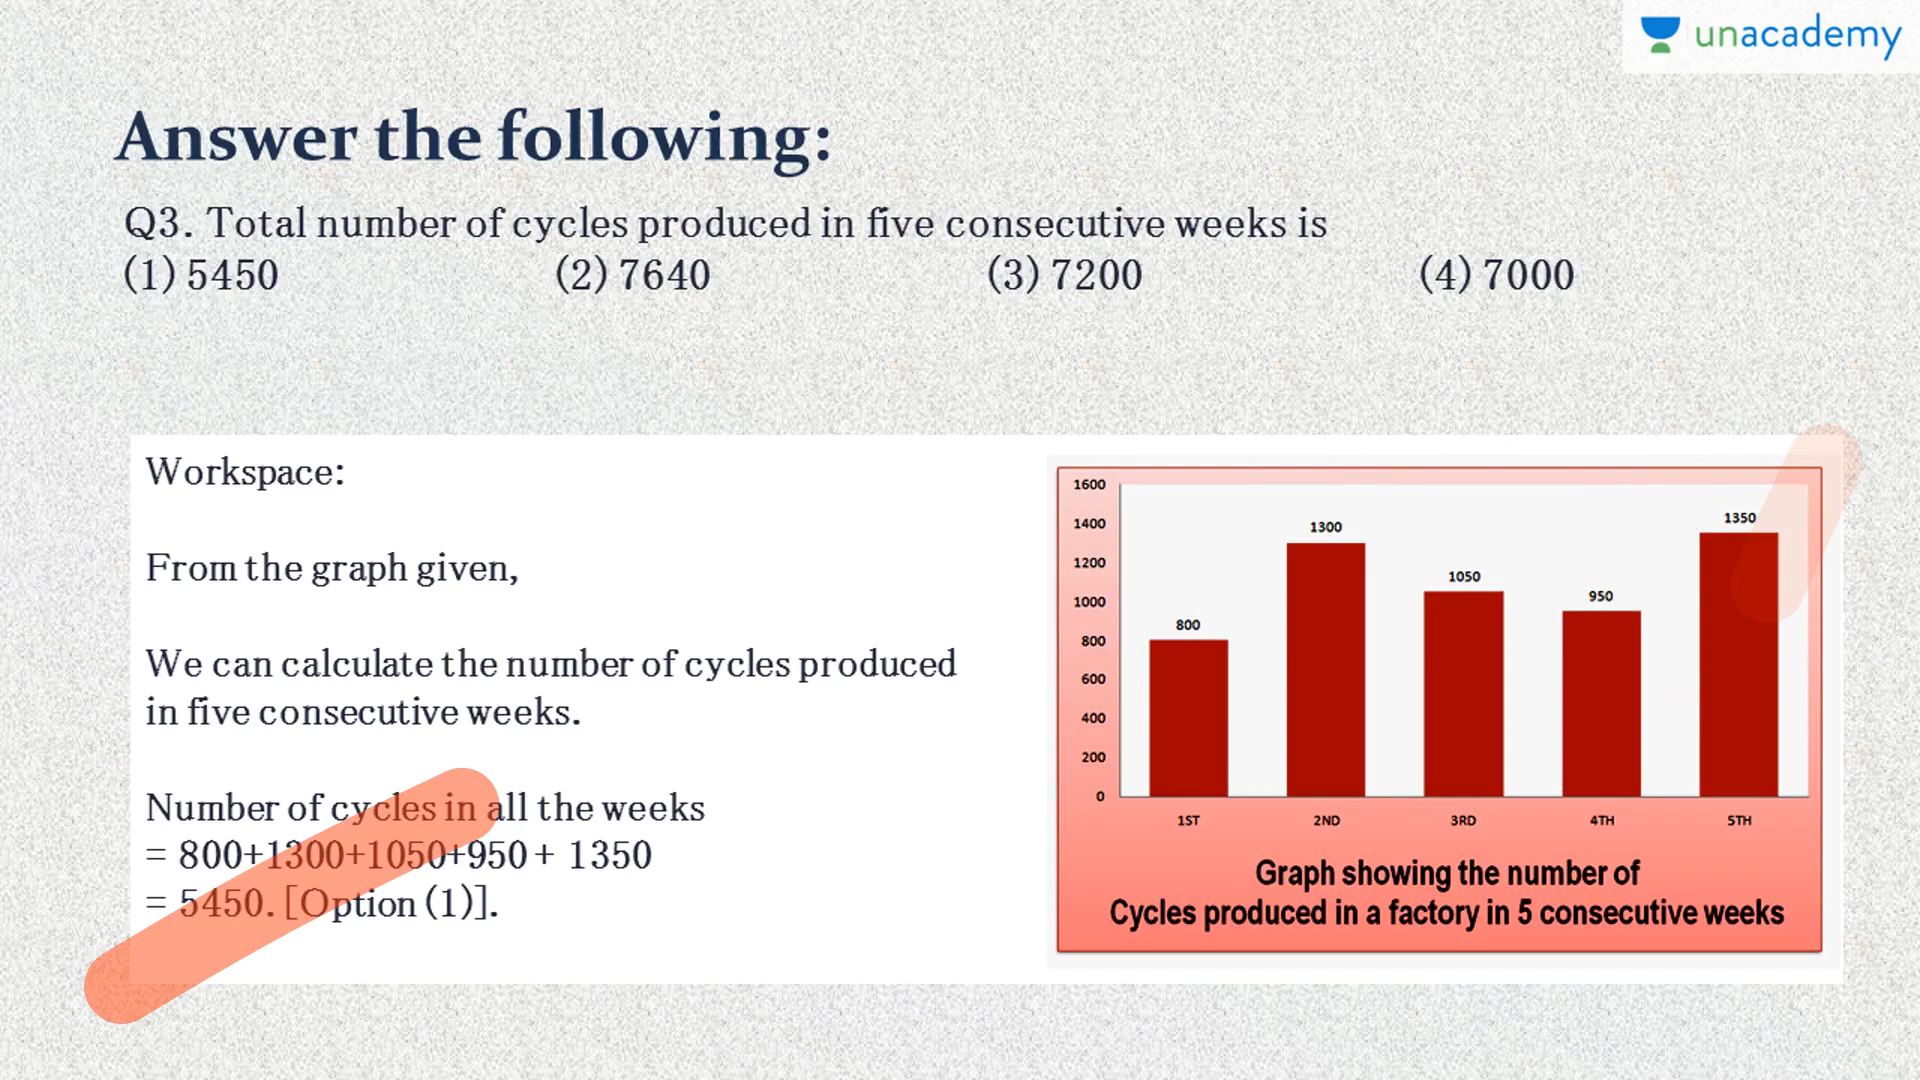 unacademy
Answer the following:
Q3. Total number of cycles produced in five consecutive weeks is
(1) 5450 (2) 7640 (3) 7200 (4) 7000
Workspace:
From the graph given,
We can calculate the number of cycles produced
in five consecutive weeks.
Number of cycles in all the weeks
= 800+1300+1050+950 + 1350
= 5450. [Option (1)].
1600
1400
1200
1000
800
600
400
200
0
800
1300
1050
950
1350
1ST 2ND 3RD 4TH 5TH
Graph showing the number of
Cycles produced in a factory in 5 consecutive weeks